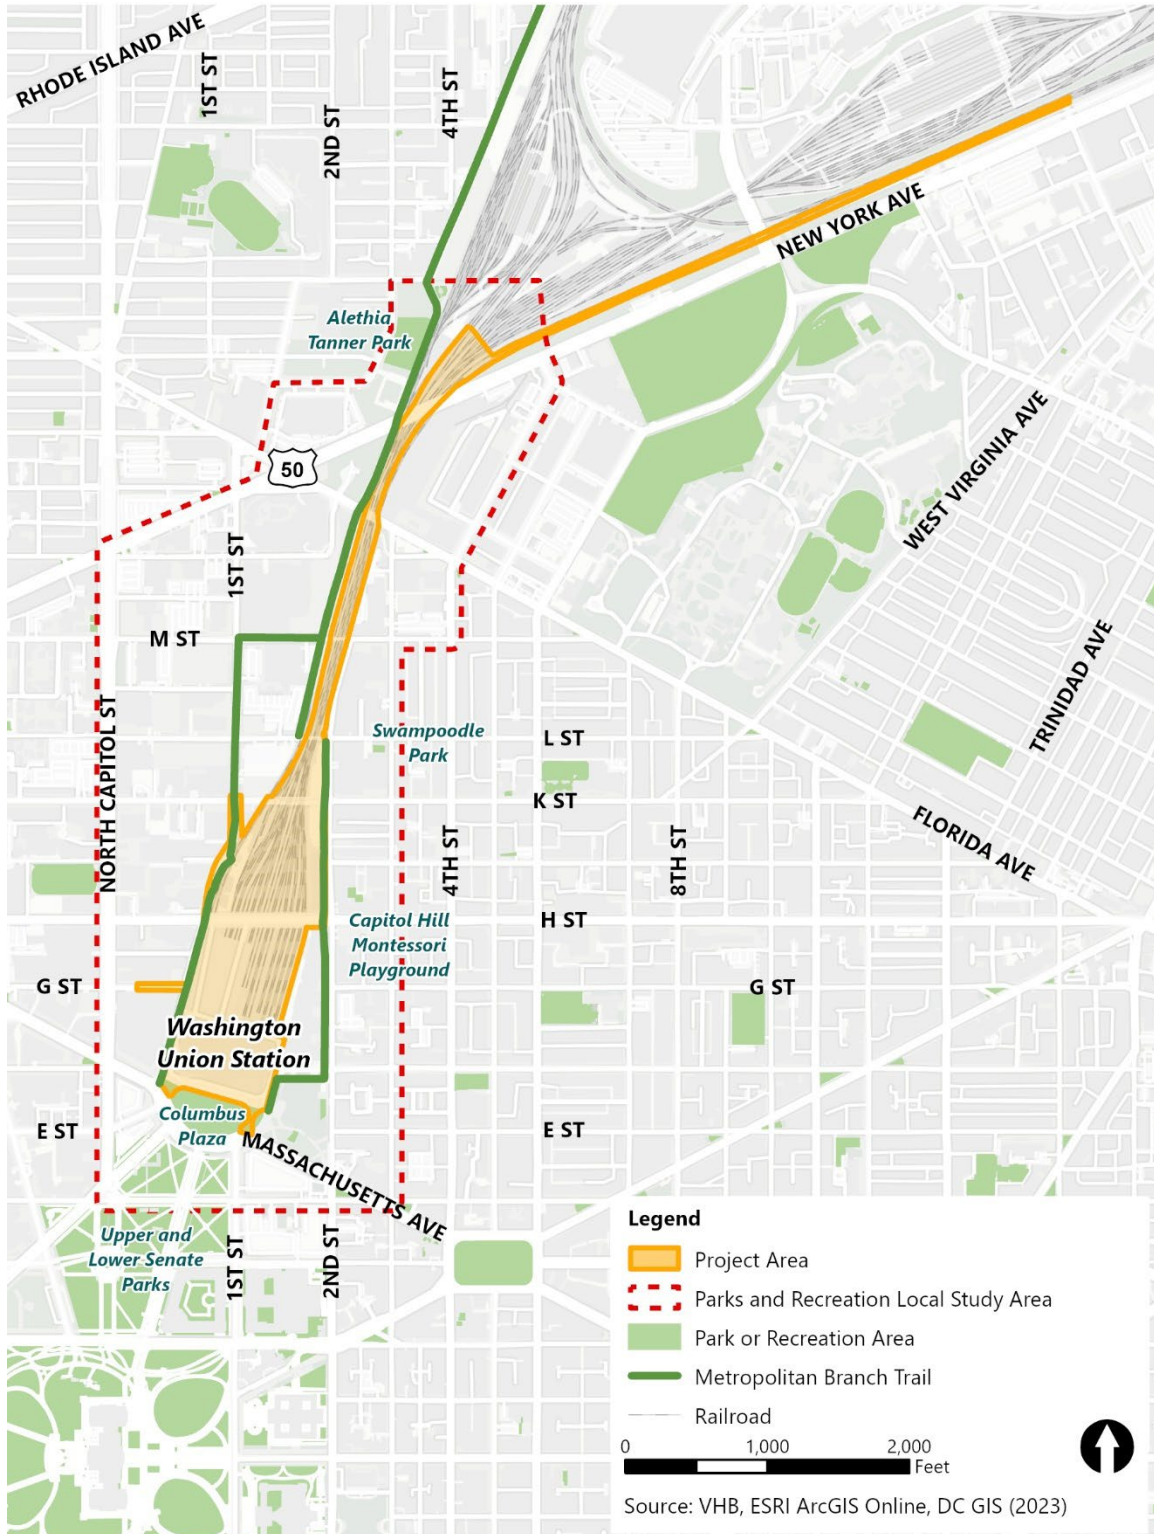 RHODE ISLAND AVE
1ST ST
2ND ST
4TH ST
NEW YORK AVE
Alethia
Tanner Park
50
WEST VIRGINIA AVE
1ST ST
M ST
TRINIDAD AVE
NORTH CAPITOL ST
Swampoodle
Park
L ST
K ST
4TH ST
8TH ST
FLORIDA AVE
Capitol Hill
Montessori
Playground
H ST
G ST
G ST
Washington
Union Station
Columbus
Plaza
E ST
MASSACHUSETTS AVE
E ST
Upper and
Lower Senate
Parks
1ST ST
2ND ST
Legend
Project Area
Parks and Recreation Local Study Area
Park or Recreation Area
Metropolitan Branch Trail
Railroad
0 1,000 2,000
Feet
Source: VHB, ESRI ArcGIS Online, DC GIS (2023)